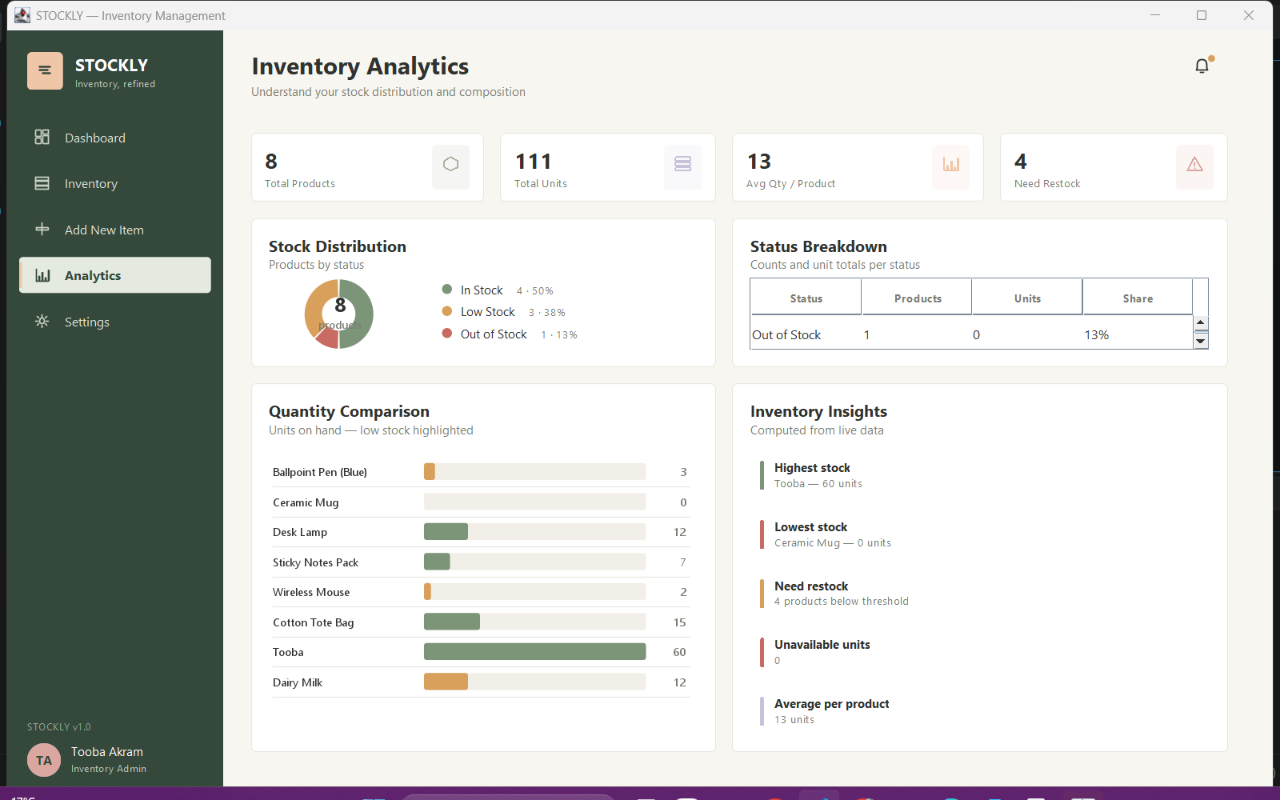 STOCKLY — Inventory Management
STOCKLY
Inventory, refined
Dashboard
Inventory
Add New Item
Analytics
Settings
STOCKLY v1.0
TA
Tooba Akram
Inventory Admin
Inventory Analytics
Understand your stock distribution and composition
8
Total Products
111
Total Units
13
Avg Qty / Product
4
Need Restock
Stock Distribution
Products by status
8
products
In Stock 4 · 50%
Low Stock 3 · 38%
Out of Stock 1 · 13%
Status Breakdown
Counts and unit totals per status
Status Products Units Share
Out of Stock 1 0 13%
Quantity Comparison
Units on hand — low stock highlighted
Ballpoint Pen (Blue) 3
Ceramic Mug 0
Desk Lamp 12
Sticky Notes Pack 7
Wireless Mouse 2
Cotton Tote Bag 15
Tooba 60
Dairy Milk 12
Inventory Insights
Computed from live data
Highest stock
Tooba — 60 units
Lowest stock
Ceramic Mug — 0 units
Need restock
4 products below threshold
Unavailable units
0
Average per product
13 units